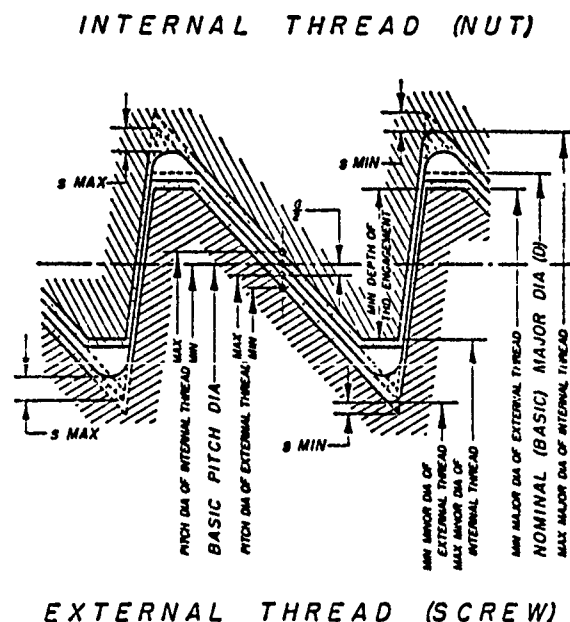 INTERNAL THREAD (NUT)
s MAX
s MIN
MIN DEPTH OF
THD ENGAGEMENT
s MAX
s MIN
MAX
MIN
PITCH DIA OF INTERNAL THREAD
BASIC PITCH DIA
MAX
MIN
PITCH DIA OF EXTERNAL THREAD
MIN MINOR DIA OF
EXTERNAL THREAD
MAX MINOR DIA OF
INTERNAL THREAD
MIN MAJOR DIA OF EXTERNAL THREAD
NOMINAL (BASIC) MAJOR DIA (D)
MAX MAJOR DIA OF INTERNAL THREAD
EXTERNAL THREAD (SCREW)